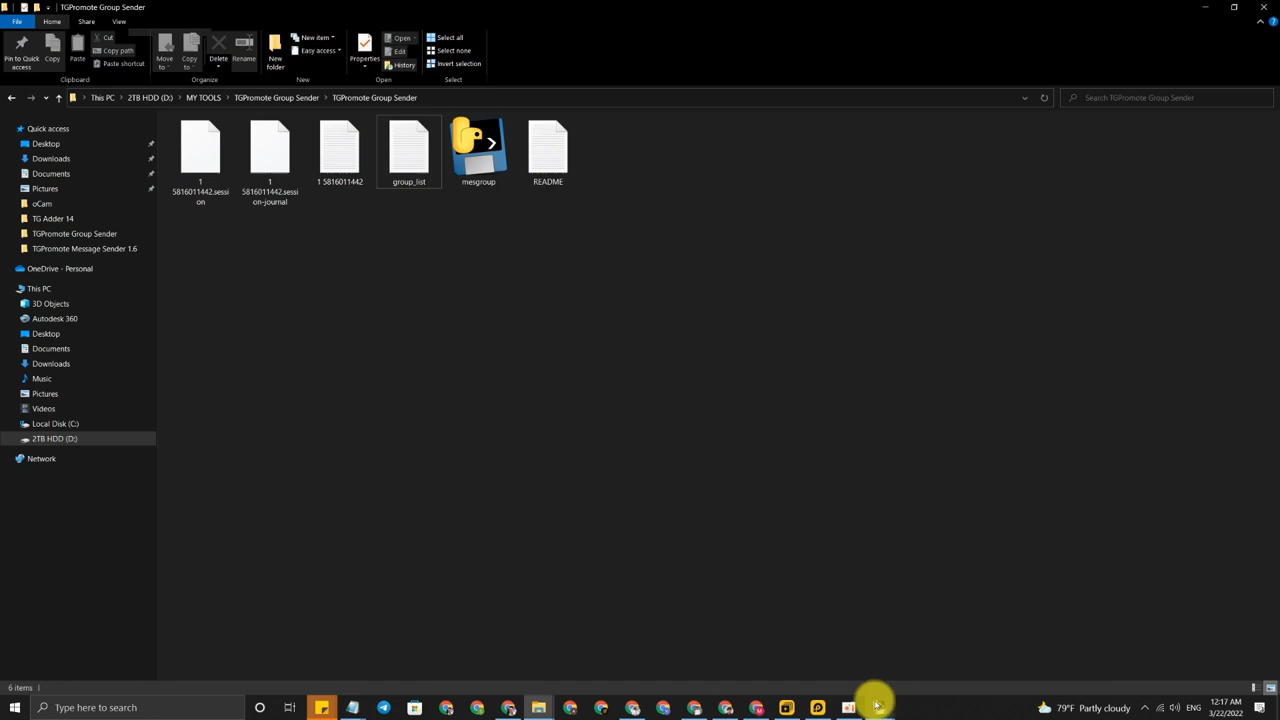 TGPromote Group Sender
File
Home
Share
View
Pin to Quick access
Copy
Paste
Cut
Copy path
Paste shortcut
Clipboard
Move to
Copy to
Delete
Rename
Organize
New folder
New item
Easy access
New
Properties
Open
Edit
History
Open
Select all
Select none
Invert selection
Select
This PC > 2TB HDD (D:) > MY TOOLS > TGPromote Group Sender > TGPromote Group Sender
Search TGPromote Group Sender
Quick access
Desktop
Downloads
Documents
Pictures
oCam
TG Adder 14
TGPromote Group Sender
TGPromote Message Sender 1.6
OneDrive - Personal
This PC
3D Objects
Autodesk 360
Desktop
Documents
Downloads
Music
Pictures
Videos
Local Disk (C:)
2TB HDD (D:)
Network
1
5816011442.sessi
on
1
5816011442.sessi
on-journal
1 5816011442
group_list
mesgroup
README
6 items
Type here to search
79°F Partly cloudy
ENG
12:17 AM
3/22/2022